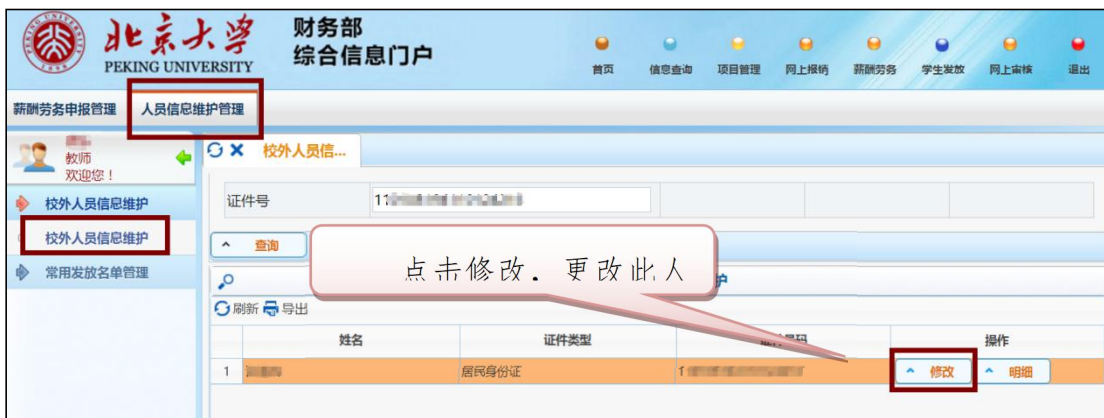 北京大学
PEKING UNIVERSITY
1898
财务部
综合信息门户
首页 信息查询 项目管理 网上报销 薪酬劳务 学生发放 网上审核 退出
薪酬劳务申报管理 人员信息维护管理
教师
欢迎您！
校外人员信息维护
校外人员信息维护
常用发放名单管理
校外人员信...
证件号 11
查询
点击修改．更改此人
护
刷新 导出
姓名 证件类型 号码 操作
1 居民身份证 1 修改 明细